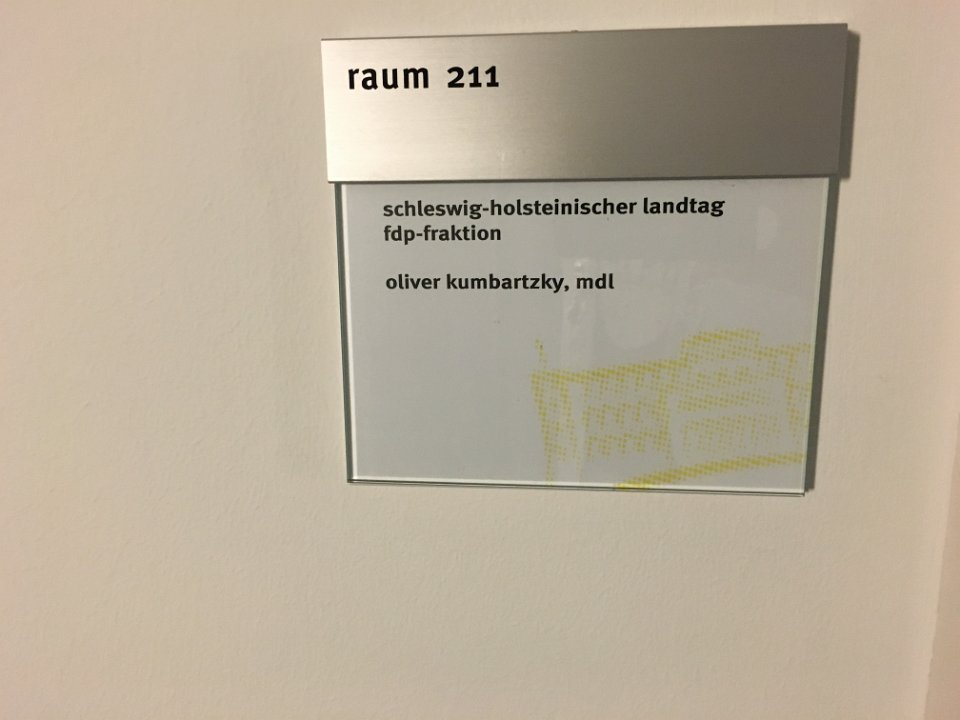 raum 211
schleswig-holsteinischer landtag
fdp-fraktion
oliver kumbartzky, mdl